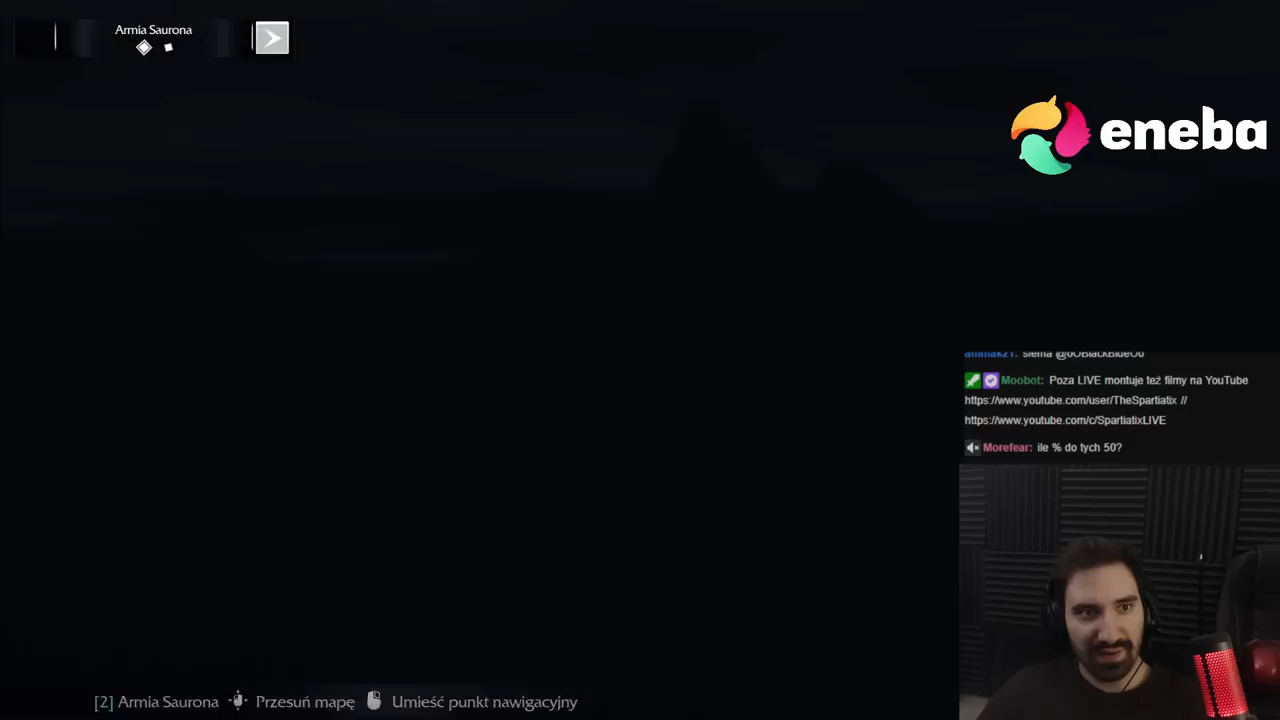 Armia Saurona
eneba
Moobot: Poza LIVE montuje też filmy na YouTube
https://www.youtube.com/user/TheSpartiatix //
https://www.youtube.com/c/SpartiatixLIVE
Morefear: ile % do tych 50?
[2] Armia Saurona Przesuń mapę Umieść punkt nawigacyjny